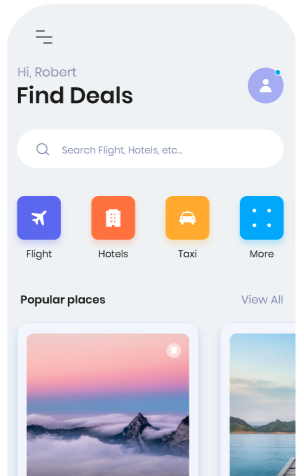 Hi, Robert
Find Deals
Search Flight, Hotels, etc..
Flight Hotels Taxi More
Popular places View All